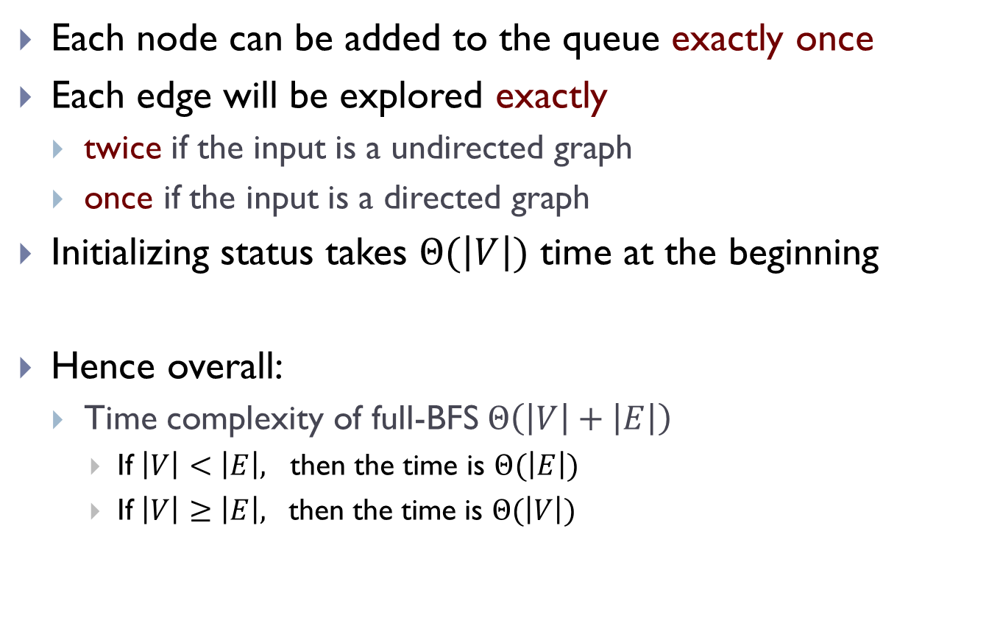 Each node can be added to the queue exactly once
Each edge will be explored exactly
twice if the input is a undirected graph
once if the input is a directed graph
Initializing status takes Θ(|V|) time at the beginning
Hence overall:
Time complexity of full-BFS Θ(|V| + |E|)
If |V| < |E|, then the time is Θ(|E|)
If |V| ≥ |E|, then the time is Θ(|V|)